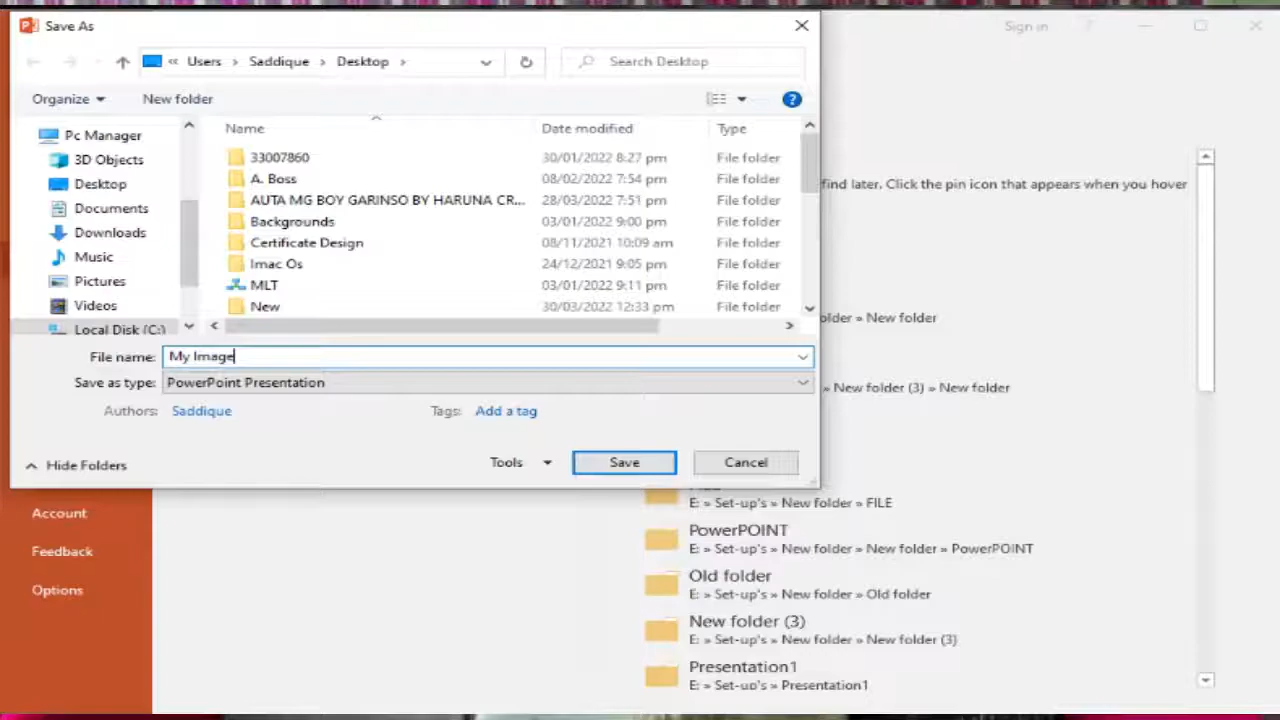 Save As
Sign in ?
« Users › Saddique › Desktop ›
Search Desktop
Organize
New folder
?
Pc Manager
3D Objects
Desktop
Documents
Downloads
Music
Pictures
Videos
Local Disk (C:)
Name Date modified Type
33007860 30/01/2022 8:27 pm File folder
A. Boss 08/02/2022 7:54 pm File folder
AUTA MG BOY GARINSO BY HARUNA CR... 28/03/2022 7:51 pm File folder
Backgrounds 03/01/2022 9:00 pm File folder
Certificate Design 08/11/2021 10:09 am File folder
Imac Os 24/12/2021 9:05 pm File folder
MLT 03/01/2022 9:11 pm File folder
New 30/03/2022 12:33 pm File folder
File name: My Image
Save as type: PowerPoint Presentation
Authors: Saddique
Tags: Add a tag
Hide Folders
Tools
Save
Cancel
find later. Click the pin icon that appears when you hover
older » New folder
» New folder (3) » New folder
E: » Set-up's » New folder » FILE
PowerPOINT
E: » Set-up's » New folder » New folder » PowerPOINT
Old folder
E: » Set-up's » New folder » Old folder
New folder (3)
E: » Set-up's » New folder » New folder (3)
Presentation1
E: » Set-up's » Presentation1
Account
Feedback
Options